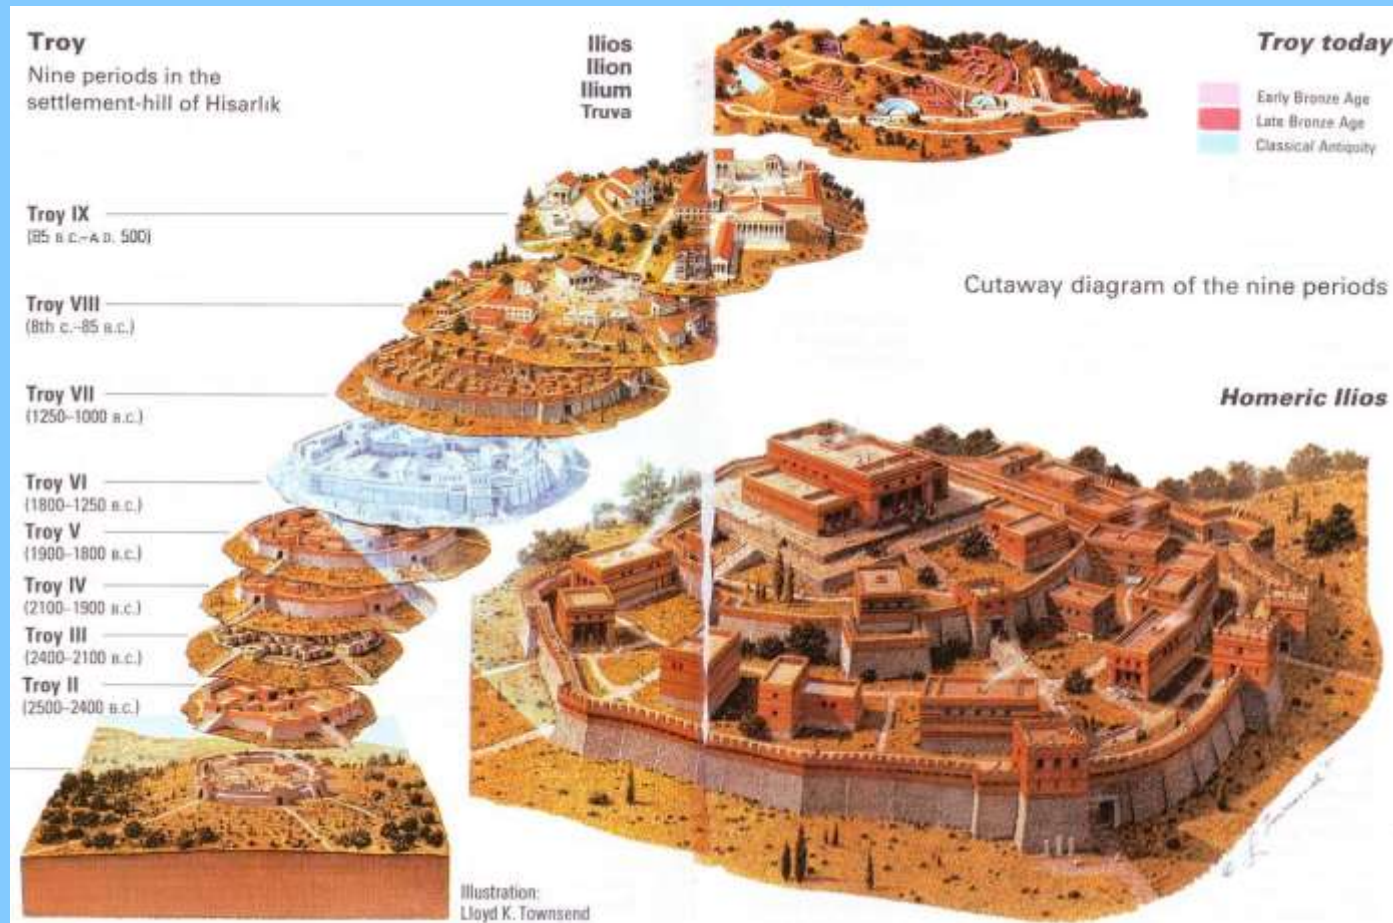 Troy
Nine periods in the
settlement-hill of Hisarlık
Ilios
Ilion
Ilium
Truva
Troy today
Early Bronze Age
Late Bronze Age
Classical Antiquity
Troy IX
(85 B.C.–A.D. 500)
Cutaway diagram of the nine periods
Troy VIII
(8th c.–85 B.C.)
Troy VII
(1250–1000 B.C.)
Homeric Ilios
Troy VI
(1800–1250 B.C.)
Troy V
(1900–1800 B.C.)
Troy IV
(2100–1900 B.C.)
Troy III
(2400–2100 B.C.)
Troy II
(2500–2400 B.C.)
Illustration:
Lloyd K. Townsend